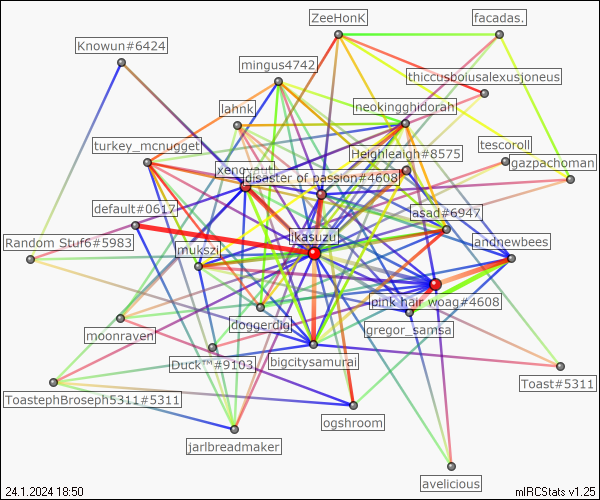 ZeeHonK
facadas.
Knowun#6424
mingus4742
thiccusboiusalexusjoneus
lahnk
neokingghidorah
turkey_mcnugget
tescoroll
Heighleaigh#8575
gazpachoman
xengvaut
disaster of passion#4608
default#0617
asad#6947
ikasuzu
Random Stuf6#5983
mukszi
andnewbees
pink hair woag#4608
moonraven
doggerdig
gregor_samsa
bigcitysamurai
Duck™#9103
Toast#5311
ToastephBroseph5311#5311
ogshroom
jarlbreadmaker
avelicious
24.1.2024 18:50
mIRCStats v1.25